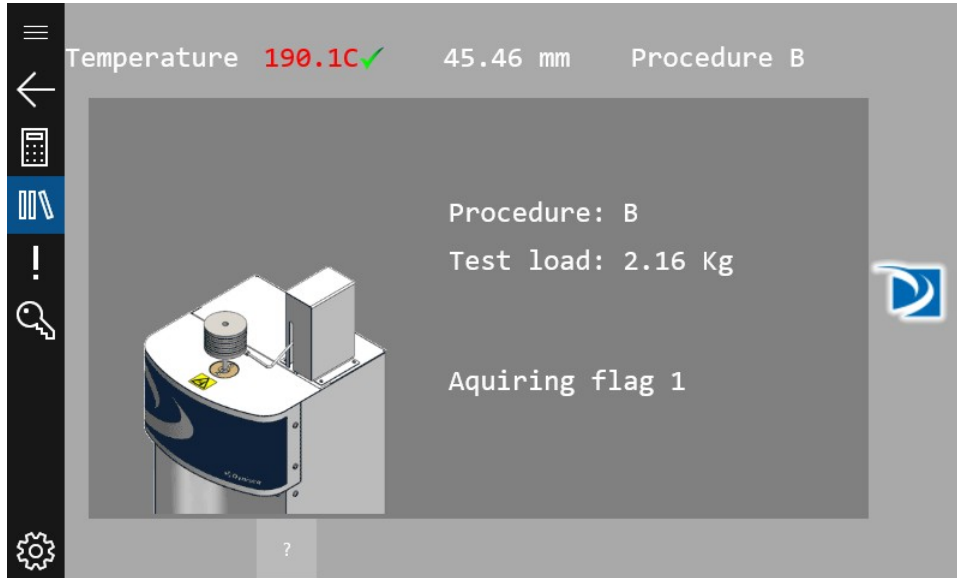 Temperature 190.1C 45.46 mm Procedure B
Procedure: B
Test load: 2.16 Kg
Aquiring flag 1
?